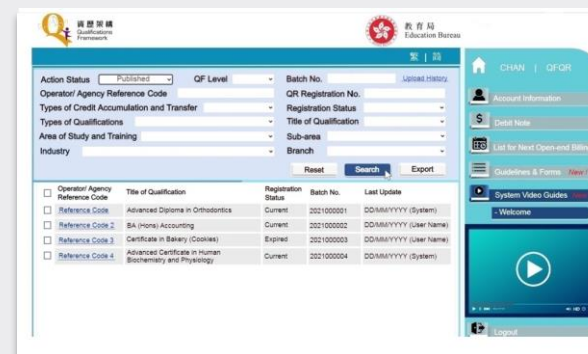 資歷架構
Qualifications
Framework
教育局
Education Bureau
繁 | 简
CHAN | QFQR
Action Status Published QF Level Batch No. Upload History
Operator/ Agency Reference Code QR Registration No.
Types of Credit Accumulation and Transfer Registration Status
Types of Qualifications Title of Qualification
Area of Study and Training Sub-area
Industry Branch
Reset Search Export
Operator/ Agency Reference Code Title of Qualification Registration Status Batch No. Last Update
Reference Code Advanced Diploma in Orthodontics Current 2021000001 DD/MM/YYYY (System)
Reference Code 2 BA (Hons) Accounting Current 2021000002 DD/MM/YYYY (User Name)
Reference Code 3 Certificate in Bakery (Cookies) Expired 2021000003 DD/MM/YYYY (User Name)
Reference Code 4 Advanced Certificate in Human Biochemistry and Physiology Current 2021000004 DD/MM/YYYY (System)
Account Information
Debit Note
List for Next Open-end Billin
Guidelines & Forms New
System Video Guides
- Welcome
HD
Logout